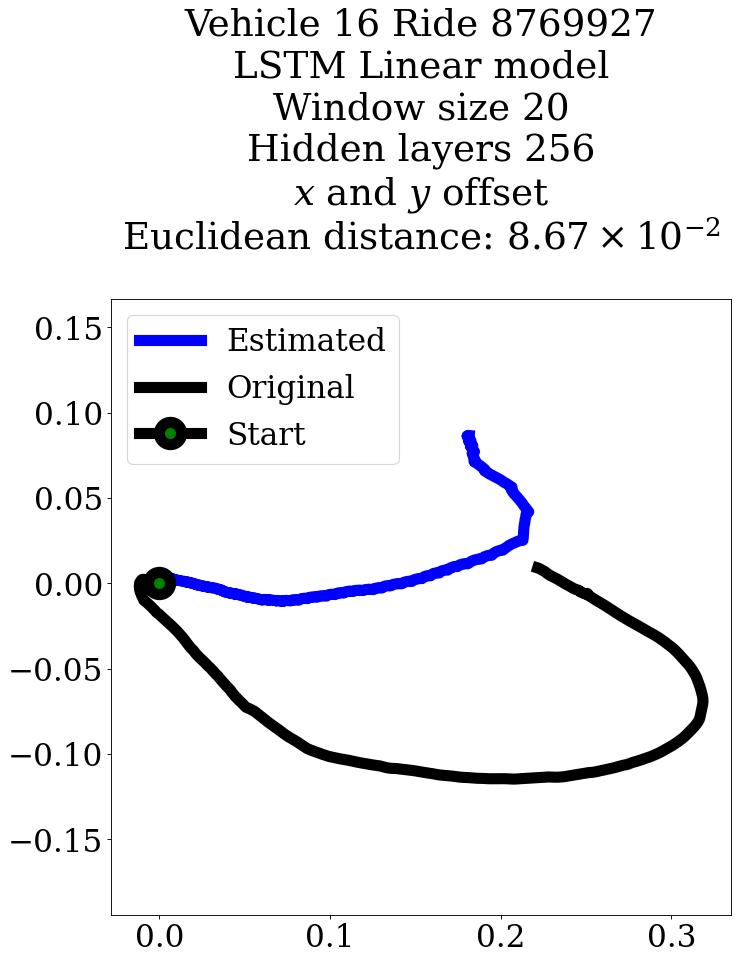 Vehicle 16 Ride 8769927
LSTM Linear model
Window size 20
Hidden layers 256
x and y offset
Euclidean distance: 8.67 × 10⁻²
Estimated
Original
Start
0.15
0.10
0.05
0.00
−0.05
−0.10
−0.15
0.0 0.1 0.2 0.3